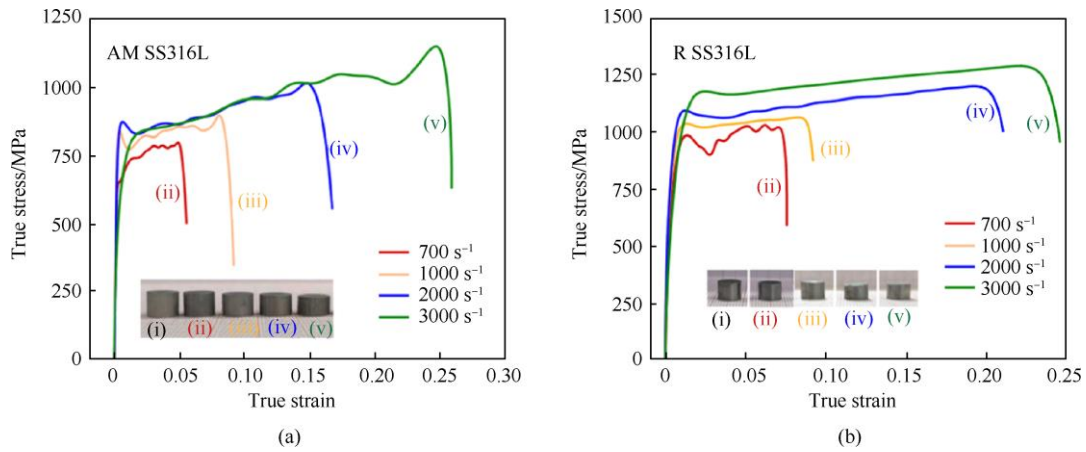 AM SS316L
True stress/MPa
1250
1000
750
500
250
0
0
0.05
0.10
0.15
0.20
0.25
0.30
True strain
(ii)
(iii)
(iv)
(v)
700 s⁻¹
1000 s⁻¹
2000 s⁻¹
3000 s⁻¹
(i) (ii) (iii) (iv) (v)
(a)
R SS316L
True stress/MPa
1500
1250
1000
750
500
250
0
0
0.05
0.10
0.15
0.20
0.25
True strain
(ii)
(iii)
(iv)
(v)
700 s⁻¹
1000 s⁻¹
2000 s⁻¹
3000 s⁻¹
(i) (ii) (iii) (iv) (v)
(b)